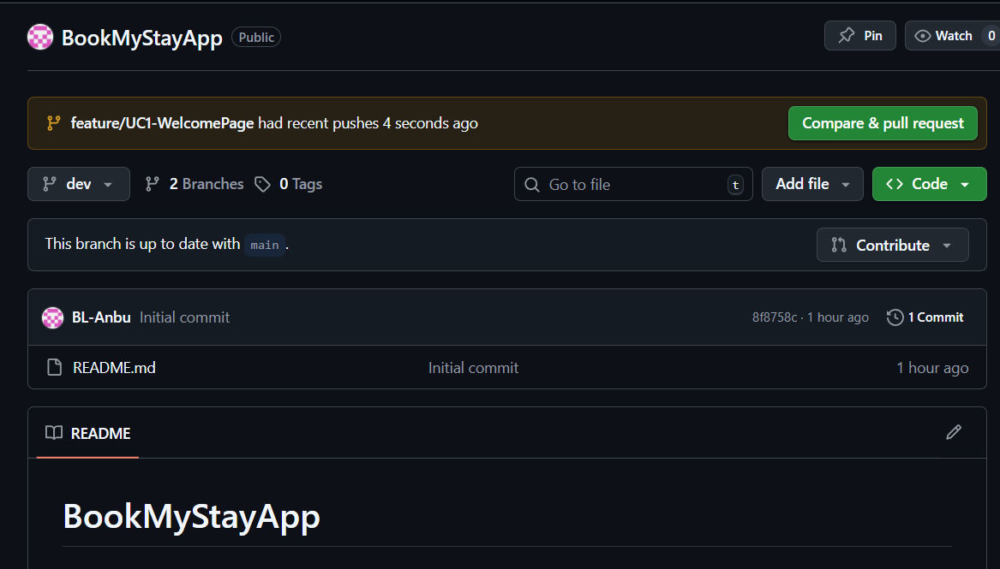 BookMyStayApp Public Pin Watch 0
feature/UC1-WelcomePage had recent pushes 4 seconds ago Compare & pull request
dev 2 Branches 0 Tags Go to file t Add file Code
This branch is up to date with main . Contribute
BL-Anbu Initial commit 8f8758c · 1 hour ago 1 Commit
README.md Initial commit 1 hour ago
README
BookMyStayApp